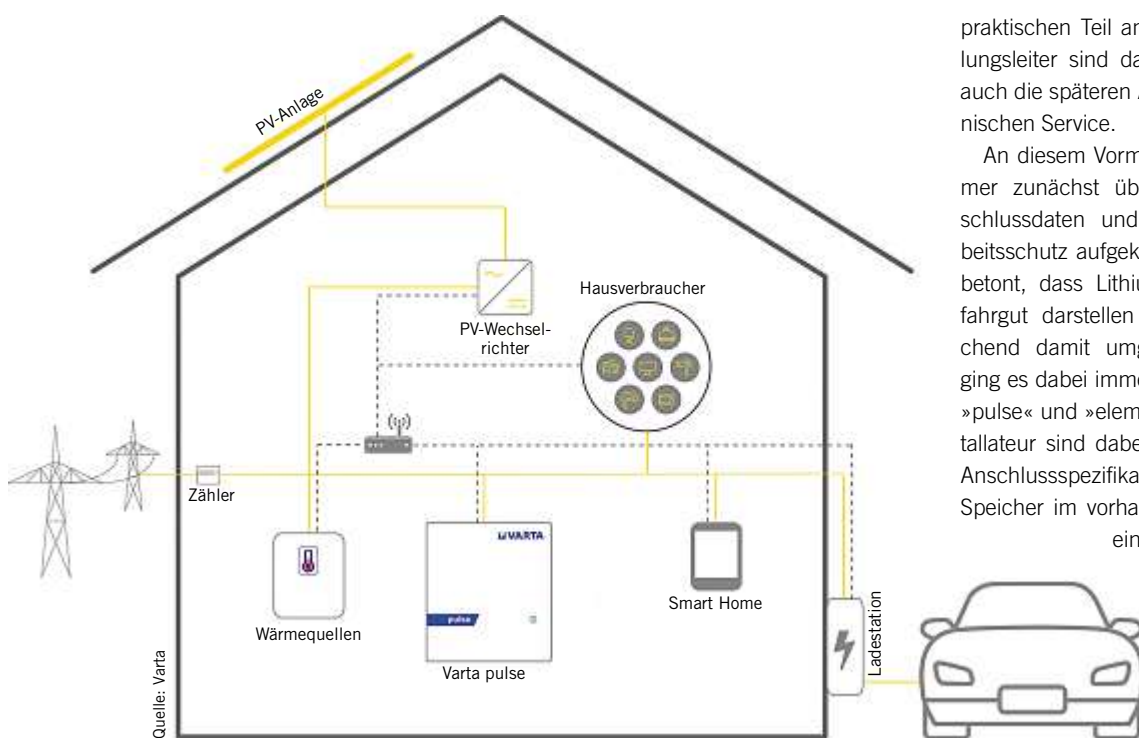 PV-Anlage
PV-Wechsel-
richter
Hausverbraucher
Zähler
Wärmequellen
VARTA
pulse
Varta pulse
Smart Home
Ladestation
Quelle: Varta
praktischen Teil an
lungsleiter sind da
auch die späteren
nischen Service.
An diesem Vorm
mer zunächst üb
schlussdaten und
beitsschutz aufgek
betont, dass Lithiu
fahrgut darstellen
chend damit umg
ging es dabei imme
»pulse« und »elem
tallateur sind dabe
Anschlussspezifika
Speicher im vorha
ein